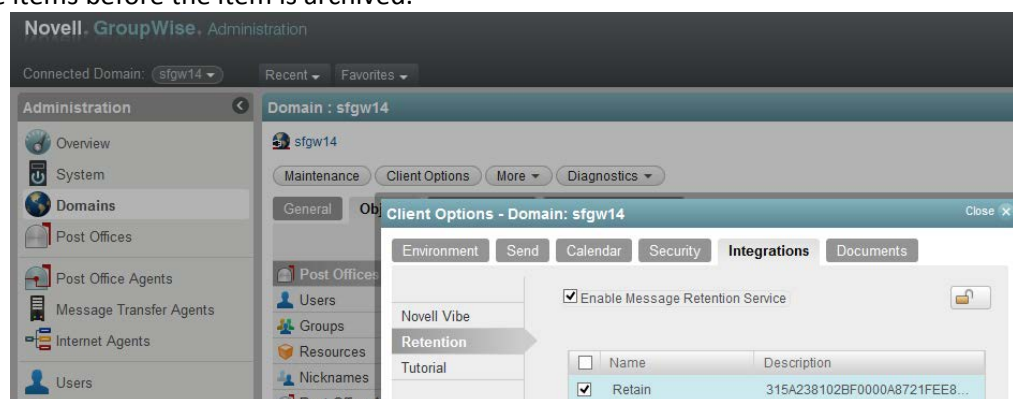 e items before the item is archived.
Novell. GroupWise. Administration
Connected Domain: sfgw14 Recent Favorites
Administration
Overview
System
Domains
Post Offices
Post Office Agents
Message Transfer Agents
Internet Agents
Users
Domain : sfgw14
sfgw14
Maintenance Client Options More Diagnostics
General Obj
Post Offices
Users
Groups
Resources
Nicknames
Client Options - Domain: sfgw14 Close
Environment Send Calendar Security Integrations Documents
Novell Vibe
Retention
Tutorial
Enable Message Retention Service
Name Description
Retain 315A238102BF0000A8721FEE8...